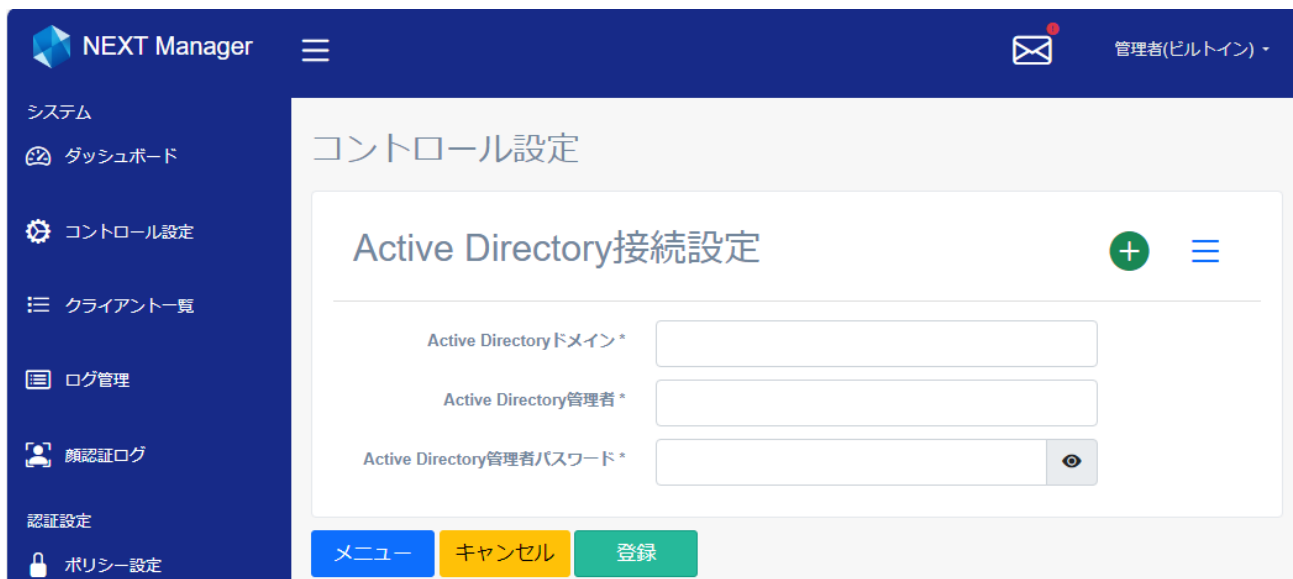 NEXT Manager
管理者(ビルトイン)
システム
ダッシュボード
コントロール設定
クライアント一覧
ログ管理
顔認証ログ
認証設定
ポリシー設定
コントロール設定
Active Directory接続設定
Active Directoryドメイン *
Active Directory管理者 *
Active Directory管理者パスワード *
メニュー キャンセル 登録